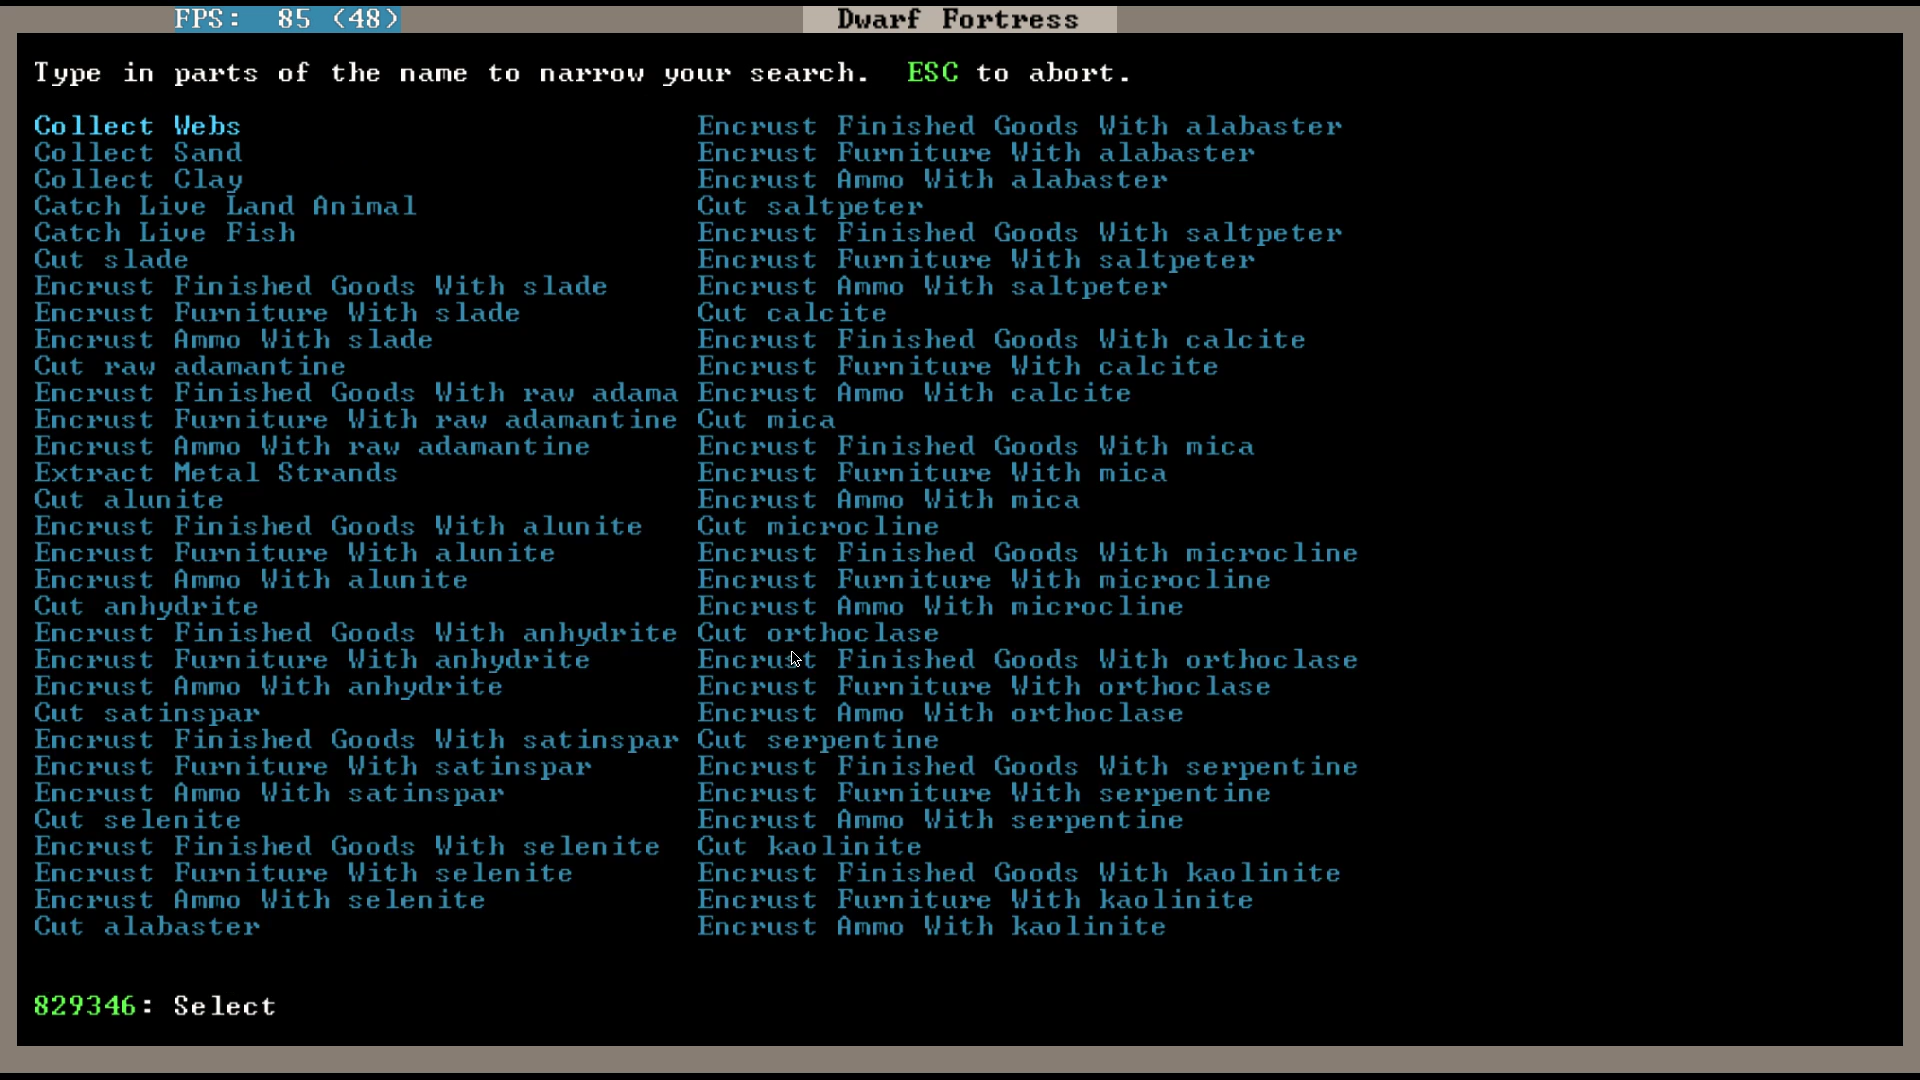 FPS: 85 (48)
Dwarf Fortress
Type in parts of the name to narrow your search. ESC to abort.
Collect Webs
Collect Sand
Collect Clay
Catch Live Land Animal
Catch Live Fish
Cut slade
Encrust Finished Goods With slade
Encrust Furniture With slade
Encrust Ammo With slade
Cut raw adamantine
Encrust Finished Goods With raw adama
Encrust Furniture With raw adamantine
Encrust Ammo With raw adamantine
Extract Metal Strands
Cut alunite
Encrust Finished Goods With alunite
Encrust Furniture With alunite
Encrust Ammo With alunite
Cut anhydrite
Encrust Finished Goods With anhydrite
Encrust Furniture With anhydrite
Encrust Ammo With anhydrite
Cut satinspar
Encrust Finished Goods With satinspar
Encrust Furniture With satinspar
Encrust Ammo With satinspar
Cut selenite
Encrust Finished Goods With selenite
Encrust Furniture With selenite
Encrust Ammo With selenite
Cut alabaster
Encrust Finished Goods With alabaster
Encrust Furniture With alabaster
Encrust Ammo With alabaster
Cut saltpeter
Encrust Finished Goods With saltpeter
Encrust Furniture With saltpeter
Encrust Ammo With saltpeter
Cut calcite
Encrust Finished Goods With calcite
Encrust Furniture With calcite
Encrust Ammo With calcite
Cut mica
Encrust Finished Goods With mica
Encrust Furniture With mica
Encrust Ammo With mica
Cut microcline
Encrust Finished Goods With microcline
Encrust Furniture With microcline
Encrust Ammo With microcline
Cut orthoclase
Encrust Finished Goods With orthoclase
Encrust Furniture With orthoclase
Encrust Ammo With orthoclase
Cut serpentine
Encrust Finished Goods With serpentine
Encrust Furniture With serpentine
Encrust Ammo With serpentine
Cut kaolinite
Encrust Finished Goods With kaolinite
Encrust Furniture With kaolinite
Encrust Ammo With kaolinite
829346: Select